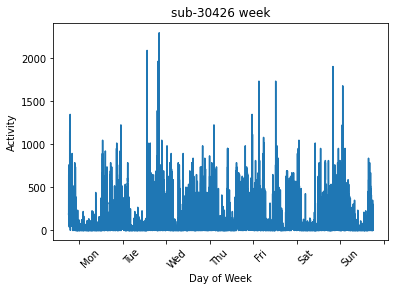 sub-30426 week
2000
1500
1000
500
0
Activity
Mon
Tue
Wed
Thu
Fri
Sat
Sun
Day of Week